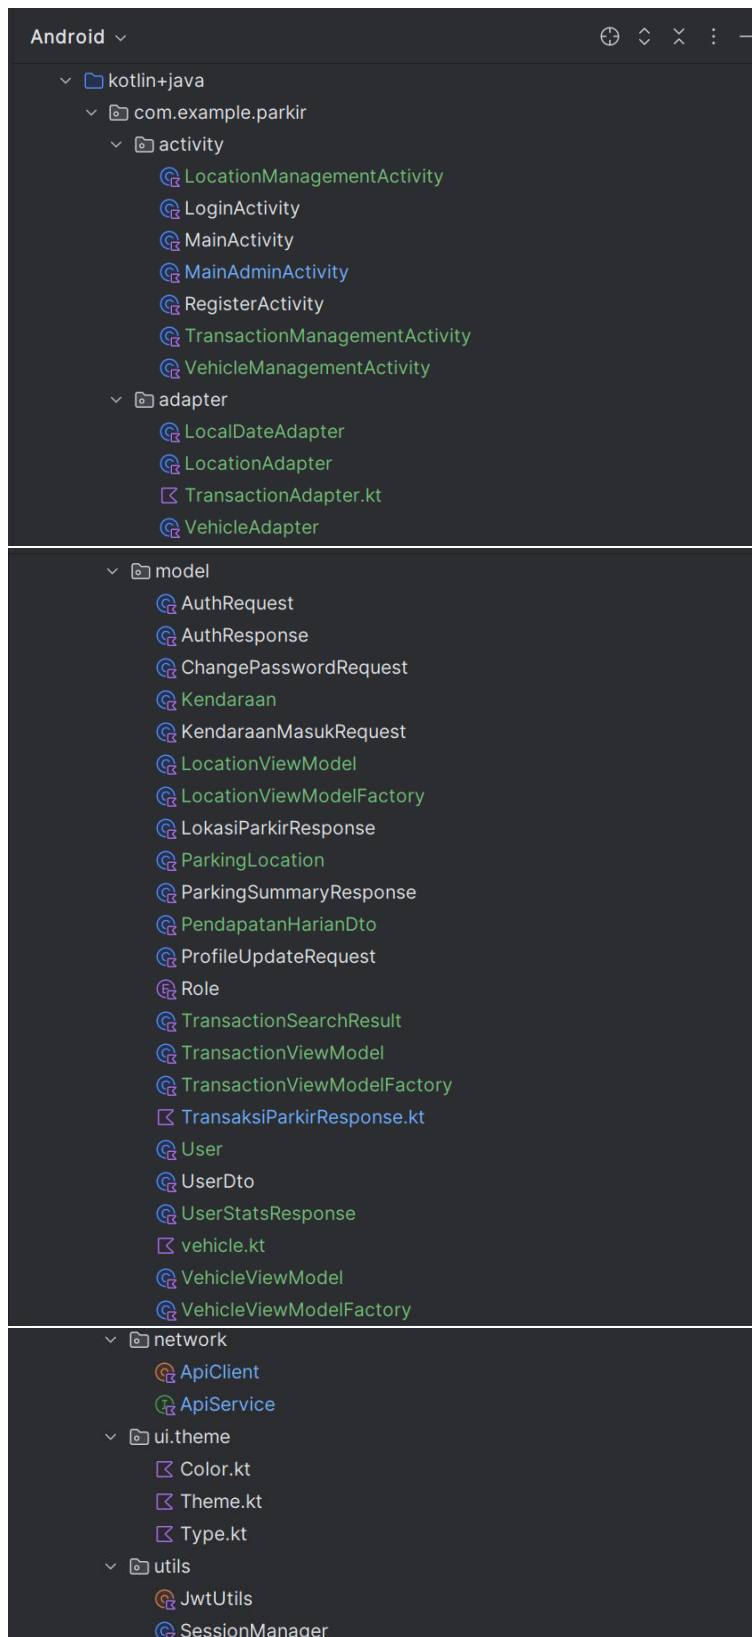 Android
kotlin+java
com.example.parkir
activity
LocationManagementActivity
LoginActivity
MainActivity
MainAdminActivity
RegisterActivity
TransactionManagementActivity
VehicleManagementActivity
adapter
LocalDateAdapter
LocationAdapter
TransactionAdapter.kt
VehicleAdapter
model
AuthRequest
AuthResponse
ChangePasswordRequest
Kendaraan
KendaraanMasukRequest
LocationViewModel
LocationViewModelFactory
LokasiParkirResponse
ParkingLocation
ParkingSummaryResponse
PendapatanHarianDto
ProfileUpdateRequest
Role
TransactionSearchResult
TransactionViewModel
TransactionViewModelFactory
TransaksiParkirResponse.kt
User
UserDto
UserStatsResponse
vehicle.kt
VehicleViewModel
VehicleViewModelFactory
network
ApiClient
ApiService
ui.theme
Color.kt
Theme.kt
Type.kt
utils
JwtUtils
SessionManager